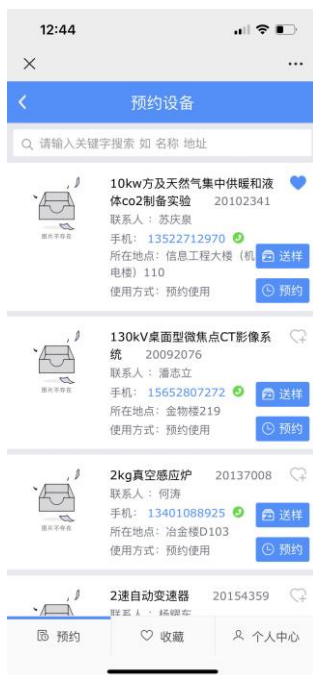 12:44
预约设备
请输入关键字搜索 如 名称 地址
10kw方及天然气集中供暖和液
体co2制备实验 20102341
联系人：苏庆泉
手机: 13522712970
所在地点: 信息工程大楼（机
电楼）110
使用方式: 预约使用
送样
预约
图片不存在
130kV桌面型微焦点CT影像系
统 20092076
联系人：潘志立
手机: 15652807272
所在地点: 金物楼219
使用方式: 预约使用
送样
预约
图片不存在
2kg真空感应炉 20137008
联系人：何涛
手机: 13401088925
所在地点: 冶金楼D103
使用方式: 预约使用
送样
预约
图片不存在
2速自动变速器 20154359
联系人：杨耀东
预约
收藏
个人中心